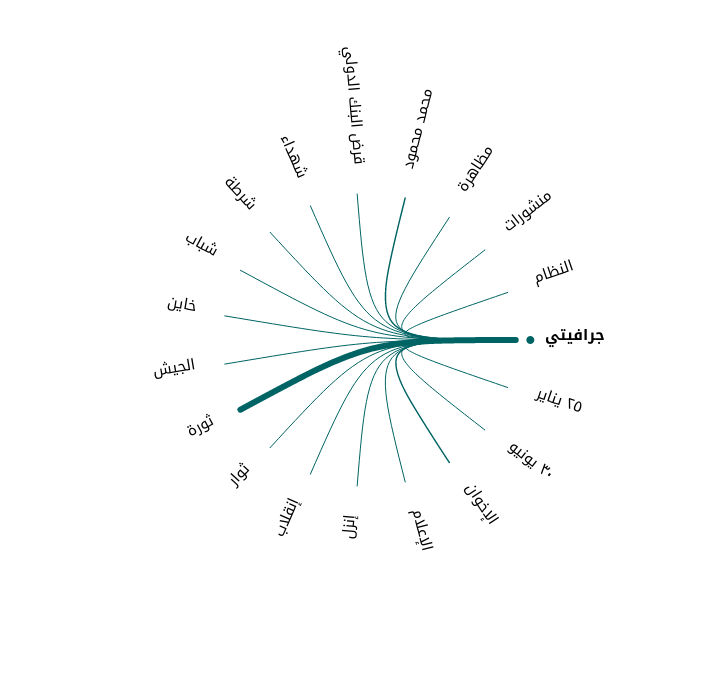 قرض البنك الدولي
محمد محمود
مظاهرة
منشورات
النظام
جرافيتي
٢٥ يناير
٣٠ يونيو
الإخوان
الإعلام
إنزل
إنقلاب
ثوار
ثورة
الجيش
خاين
شباب
شرطة
شهداء